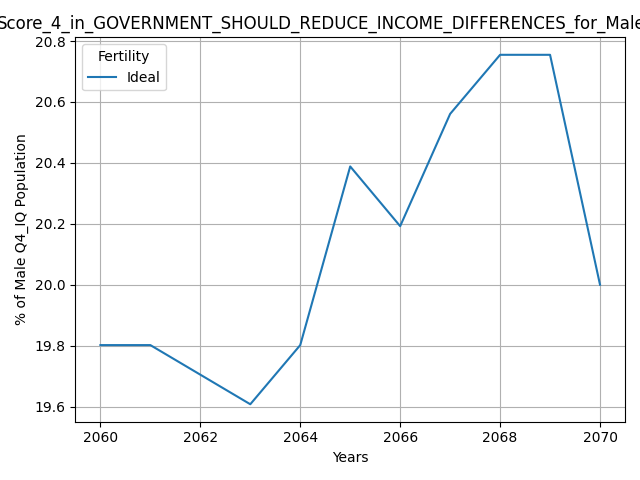 Score_4_in_GOVERNMENT_SHOULD_REDUCE_INCOME_DIFFERENCES_for_Male
Fertility
Ideal
20.8
20.6
20.4
20.2
20.0
19.8
19.6
% of Male Q4_IQ Population
2060 2062 2064 2066 2068 2070
Years